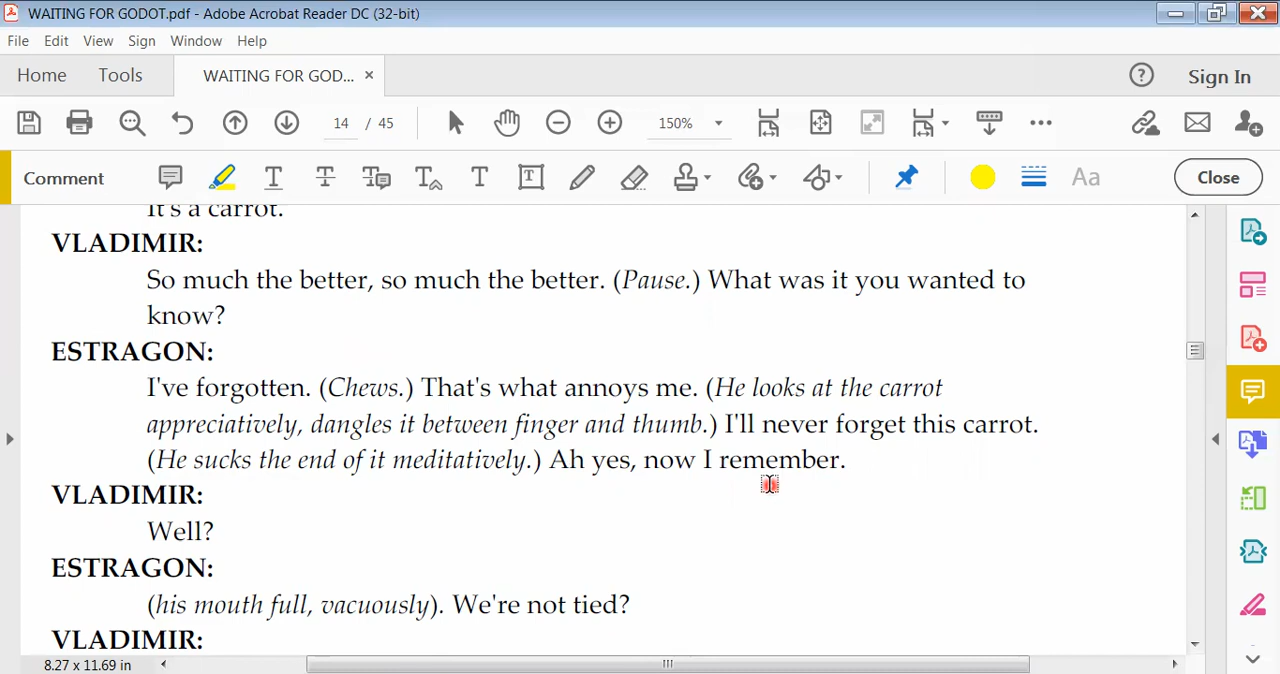 WAITING FOR GODOT.pdf - Adobe Acrobat Reader DC (32-bit)
File Edit View Sign Window Help
Home Tools WAITING FOR GOD... × ? Sign In
14 / 45 150%
Comment T T T T T Aa Close
It's a carrot.
VLADIMIR:
So much the better, so much the better. (Pause.) What was it you wanted to
know?
ESTRAGON:
I've forgotten. (Chews.) That's what annoys me. (He looks at the carrot
appreciatively, dangles it between finger and thumb.) I'll never forget this carrot.
(He sucks the end of it meditatively.) Ah yes, now I remember.
VLADIMIR:
Well?
ESTRAGON:
(his mouth full, vacuously). We're not tied?
VLADIMIR:
8.27 x 11.69 in